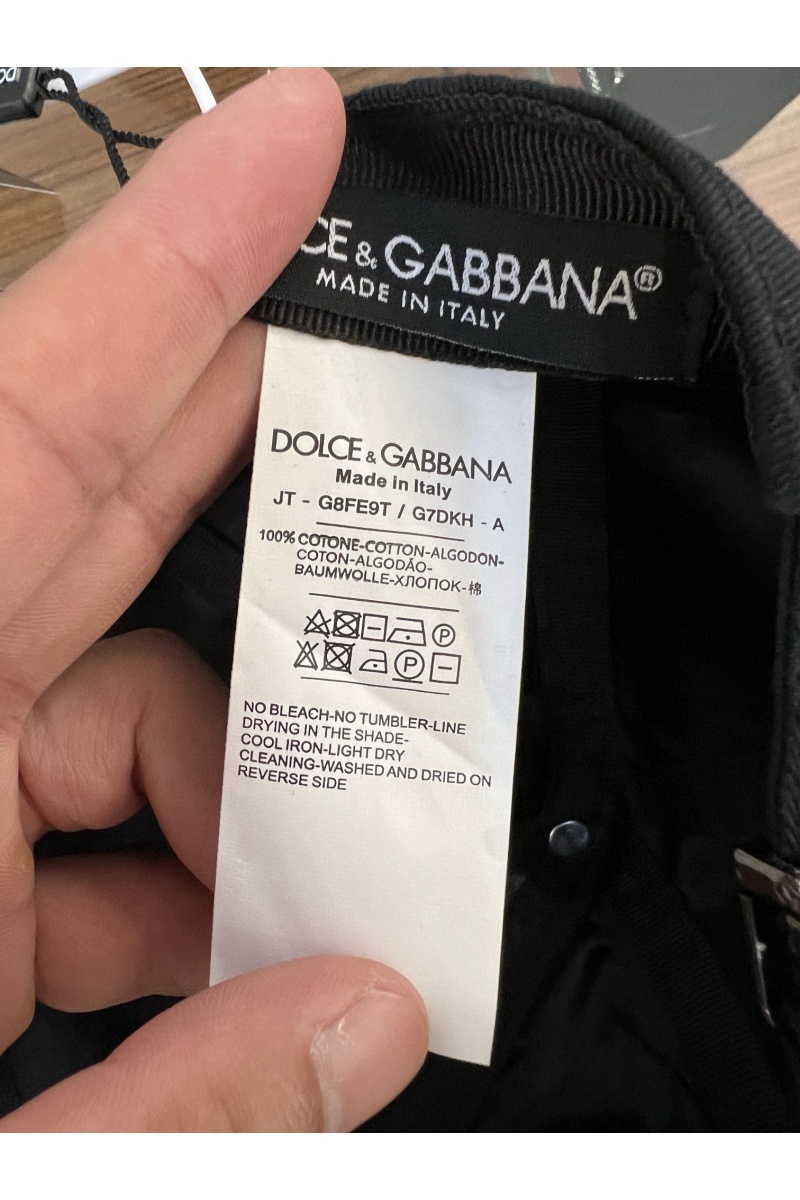 CE & GABBANA®
MADE IN ITALY
DOLCE & GABBANA
Made in Italy
JT - G8FE9T / G7DKH - A
100% COTONE-COTTON-ALGODON-
COTON-ALGODÃO-
BAUMWOLLE-ХЛОПОК-棉
P
P
NO BLEACH-NO TUMBLER-LINE
DRYING IN THE SHADE-
COOL IRON-LIGHT DRY
CLEANING-WASHED AND DRIED ON
REVERSE SIDE